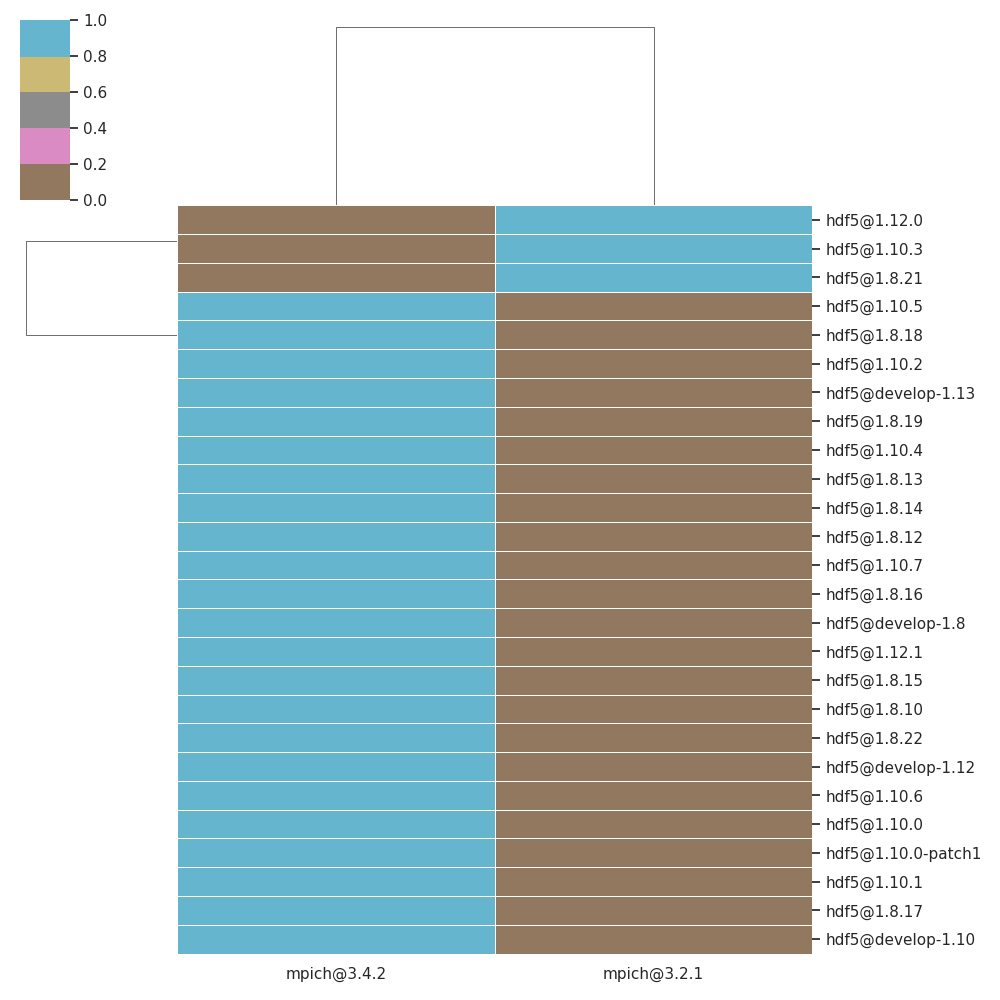 1.0
0.8
0.6
0.4
0.2
0.0
hdf5@1.12.0
hdf5@1.10.3
hdf5@1.8.21
hdf5@1.10.5
hdf5@1.8.18
hdf5@1.10.2
hdf5@develop-1.13
hdf5@1.8.19
hdf5@1.10.4
hdf5@1.8.13
hdf5@1.8.14
hdf5@1.8.12
hdf5@1.10.7
hdf5@1.8.16
hdf5@develop-1.8
hdf5@1.12.1
hdf5@1.8.15
hdf5@1.8.10
hdf5@1.8.22
hdf5@develop-1.12
hdf5@1.10.6
hdf5@1.10.0
hdf5@1.10.0-patch1
hdf5@1.10.1
hdf5@1.8.17
hdf5@develop-1.10
mpich@3.4.2
mpich@3.2.1